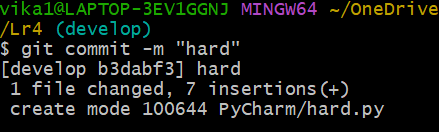 vika1@LAPTOP-3EV1GGNJ MINGW64 ~/OneDrive
/Lr4 (develop)
$ git commit -m "hard"
[develop b3dabf3] hard
 1 file changed, 7 insertions(+)
 create mode 100644 PyCharm/hard.py